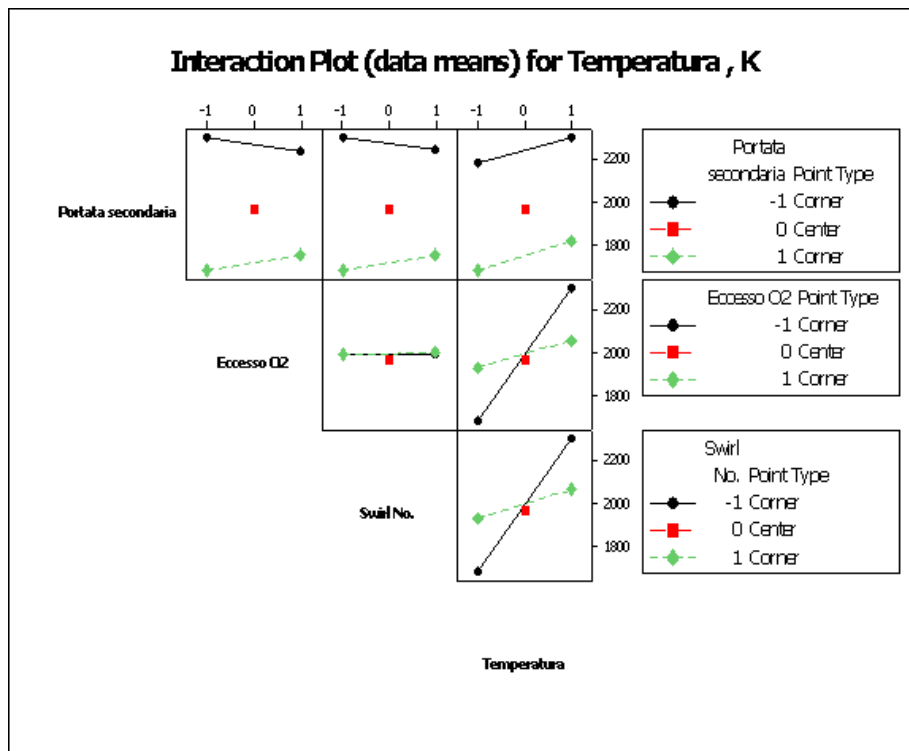 Interaction Plot (data means) for Temperatura , K
-1 0 1 -1 0 1 -1 0 1
Portata secondaria
2200
2000
1800
Portata
secondaria Point Type
-1 Corner
0 Center
1 Corner
Eccesso O2
2200
2000
1800
Eccesso O2 Point Type
-1 Corner
0 Center
1 Corner
Swirl No.
2200
2000
1800
Swirl
No. Point Type
-1 Corner
0 Center
1 Corner
Temperatura